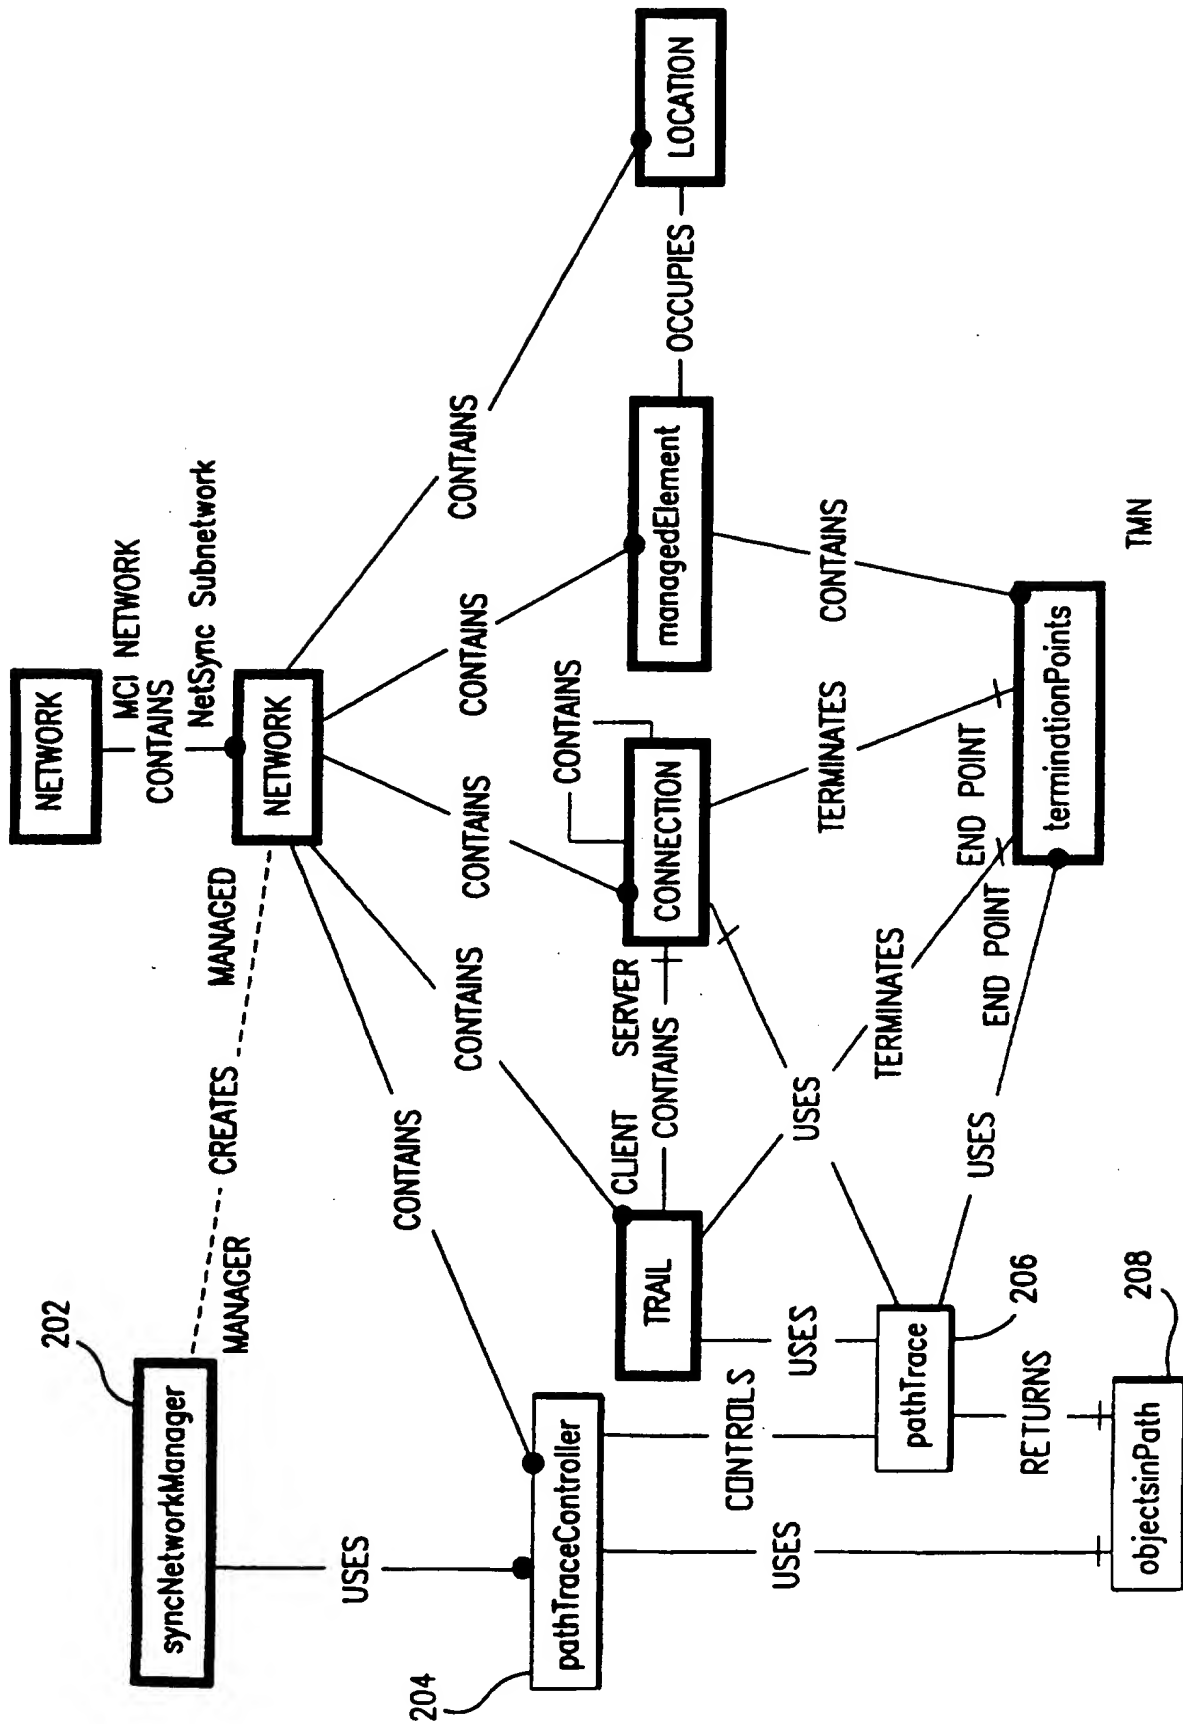 NETWORK
MCI NETWORK
CONTAINS
NetSync Subnetwork
202
syncNetworkManager
MANAGER
CREATES
MANAGED
NETWORK
USES
CONTAINS
CONTAINS
CONTAINS
CONTAINS
CONTAINS
204
pathTraceController
TRAIL
CLIENT
SERVER
CONTAINS
CONNECTION
CONTAINS
managedElement
OCCUPIES
LOCATION
CONTROLS
USES
USES
TERMINATES
TERMINATES
CONTAINS
USES
pathTrace
206
USES
END POINT
END POINT
RETURNS
objectsinPath
208
terminationPoints
TMN